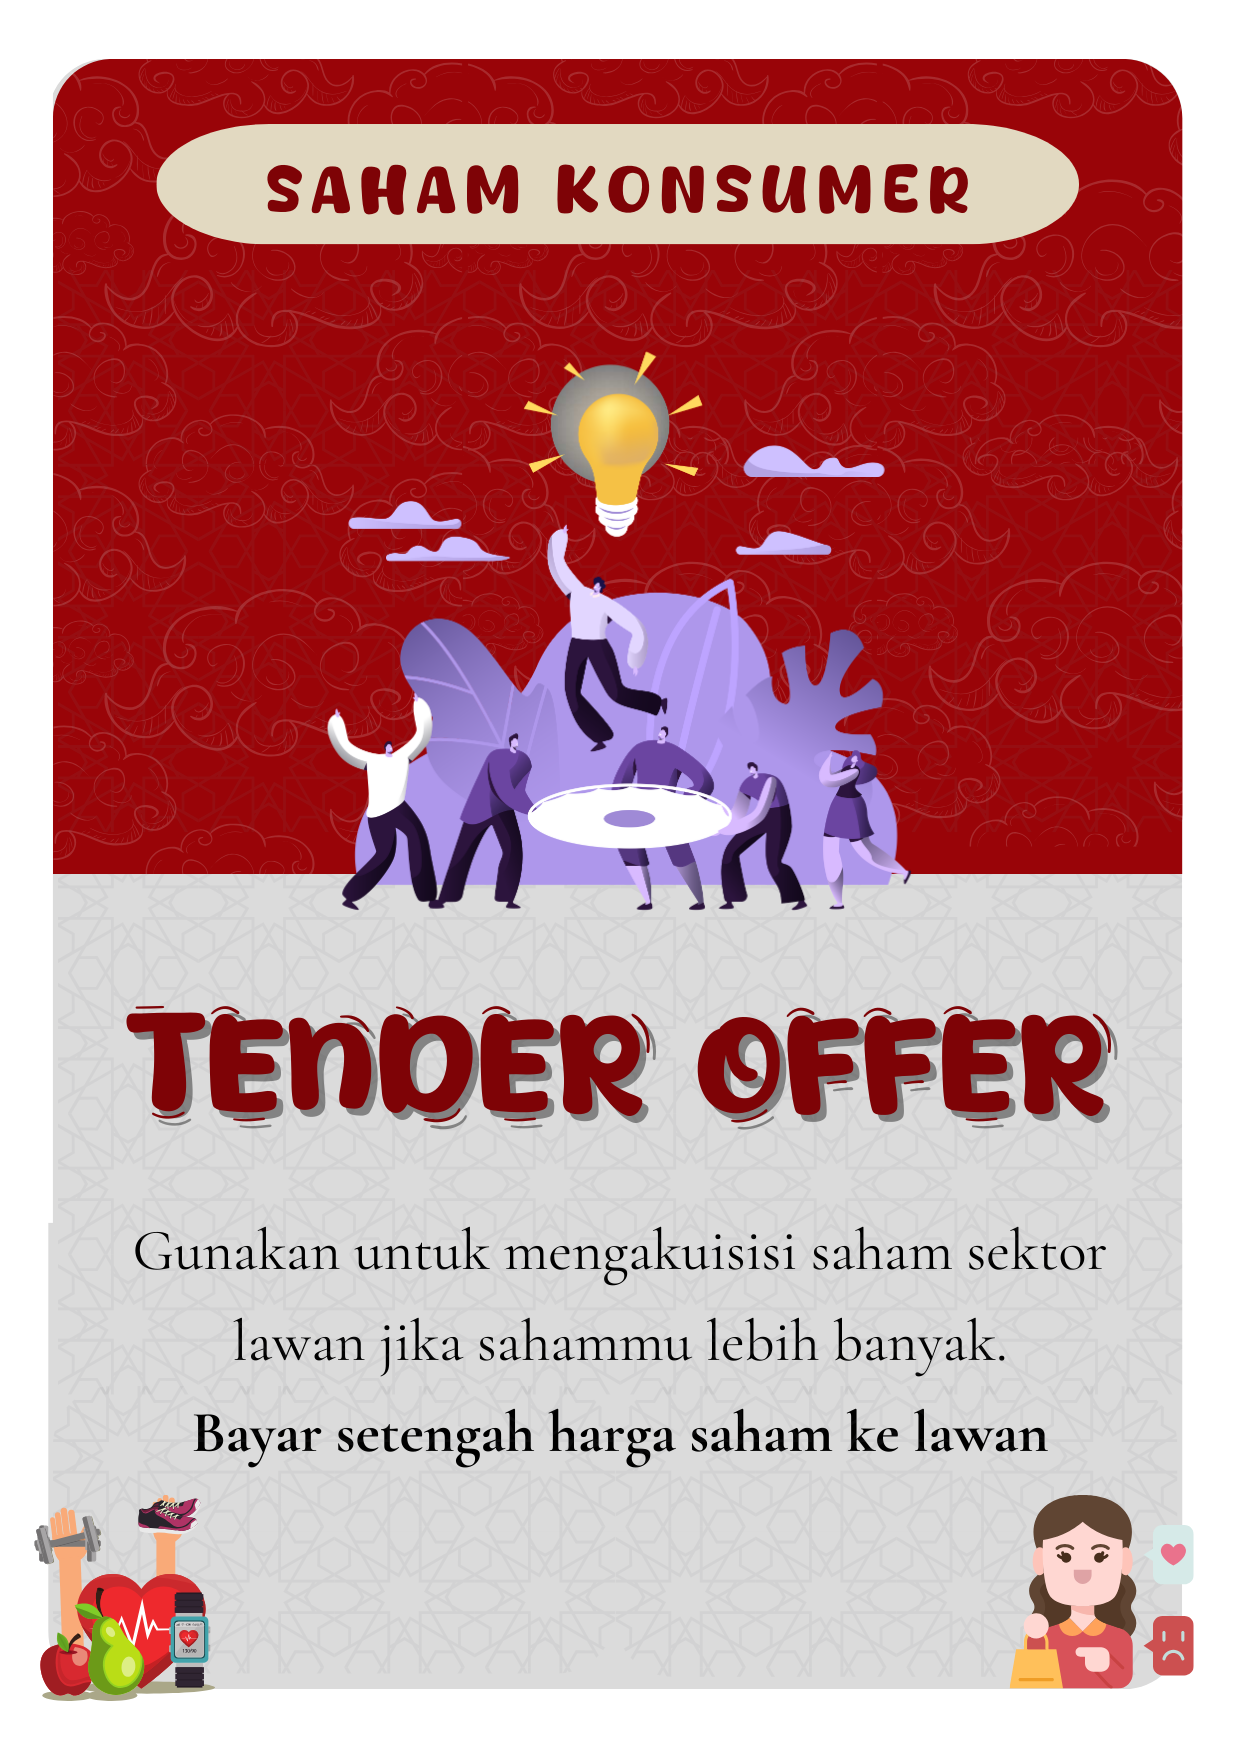 SAHAM KONSUMER
TENDER OFFER
Gunakan untuk mengakuisisi saham sektor
lawan jika sahammu lebih banyak.
Bayar setengah harga saham ke lawan